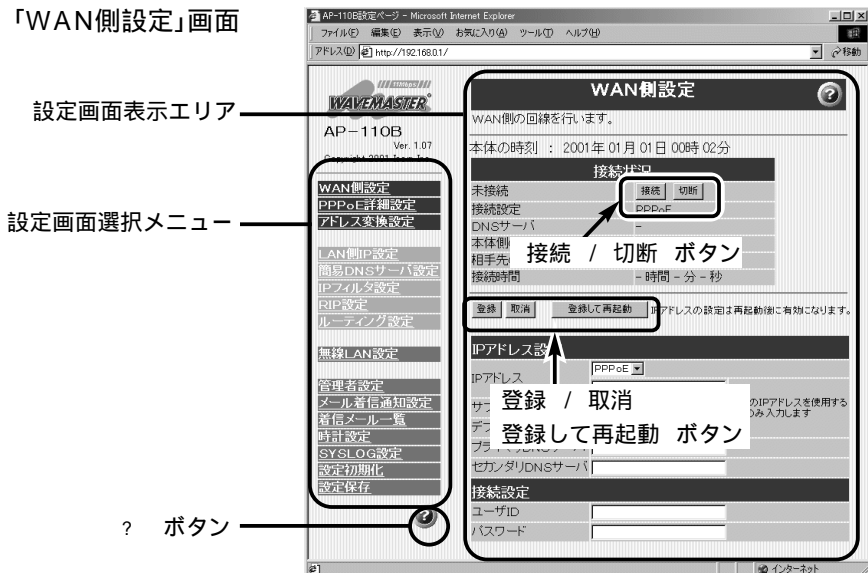 「WAN側設定」画面
AP-110B設定ページ - Microsoft Internet Explorer
ファイル(F) 編集(E) 表示(V) お気に入り(A) ツール(T) ヘルプ(H)
アドレス(D) http://192.168.0.1/ 移動
設定画面表示エリア
設定画面選択メニュー
? ボタン
11Mbps
WAVEMASTER
AP-110B
Ver. 1.07
WAN側設定
PPPoE詳細設定
アドレス変換設定
LAN側IP設定
簡易DNSサーバ設定
IPフィルタ設定
RIP設定
ルーティング設定
無線LAN設定
管理者設定
メール着信通知設定
着信メール一覧
時計設定
SYSLOG設定
設定初期化
設定保存
?
WAN側設定
?
WAN側の回線を行います。
本体の時刻 : 2001年 01月 01日 00時 02分
接続状況
未接続 接続 切断
接続設定 PPPoE
DNSサーバ -
本体側
相手先
接続時間 - 時間 - 分 - 秒
接続 / 切断 ボタン
登録 取消 登録して再起動 IPアドレスの設定は再起動後に有効になります。
IPアドレス設
IPアドレス PPPoE
サブ
のIPアドレスを使用する
のみ入力します
デフ
登録 / 取消
登録して再起動 ボタン
プライマリDNSサーバ
セカンダリDNSサーバ
接続設定
ユーザID
パスワード
インターネット